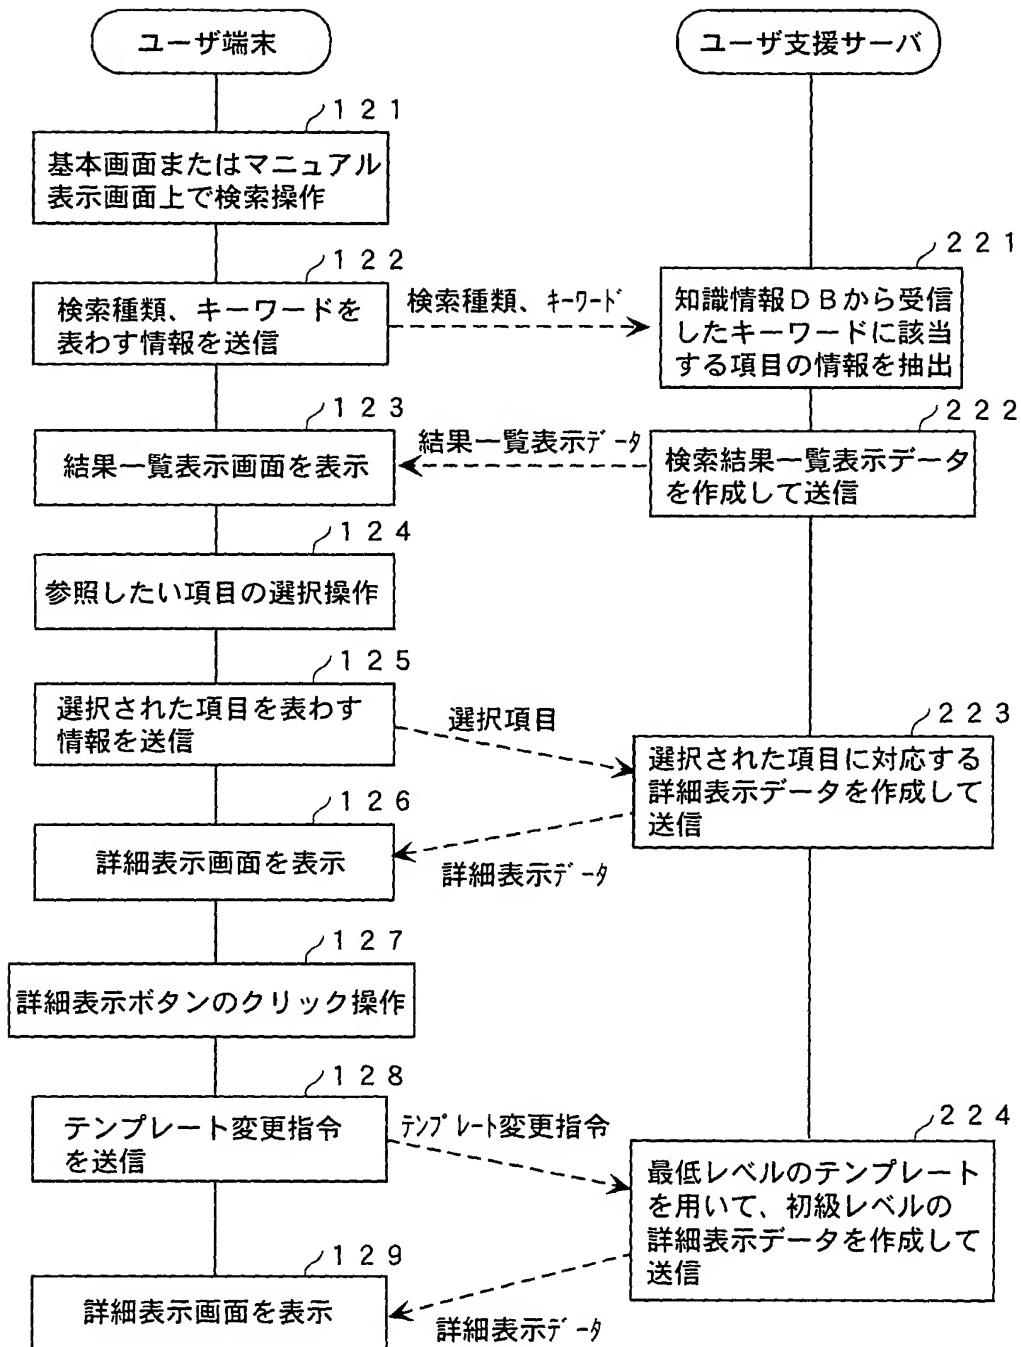 ユーザ端末
ユーザ支援サーバ
121
基本画面またはマニュアル
表示画面上で検索操作
122
検索種類、キーワードを
表わす情報を送信
検索種類、キーワード
221
知識情報DBから受信
したキーワードに該当
する項目の情報を抽出
123
結果一覧表示画面を表示
結果一覧表示データ
222
検索結果一覧表示データ
を作成して送信
124
参照したい項目の選択操作
125
選択された項目を表わす
情報を送信
選択項目
223
選択された項目に対応する
詳細表示データを作成して
送信
126
詳細表示画面を表示
詳細表示データ
127
詳細表示ボタンのクリック操作
128
テンプレート変更指令
を送信
テンプレート変更指令
224
最低レベルのテンプレート
を用いて、初級レベルの
詳細表示データを作成して
送信
129
詳細表示画面を表示
詳細表示データ